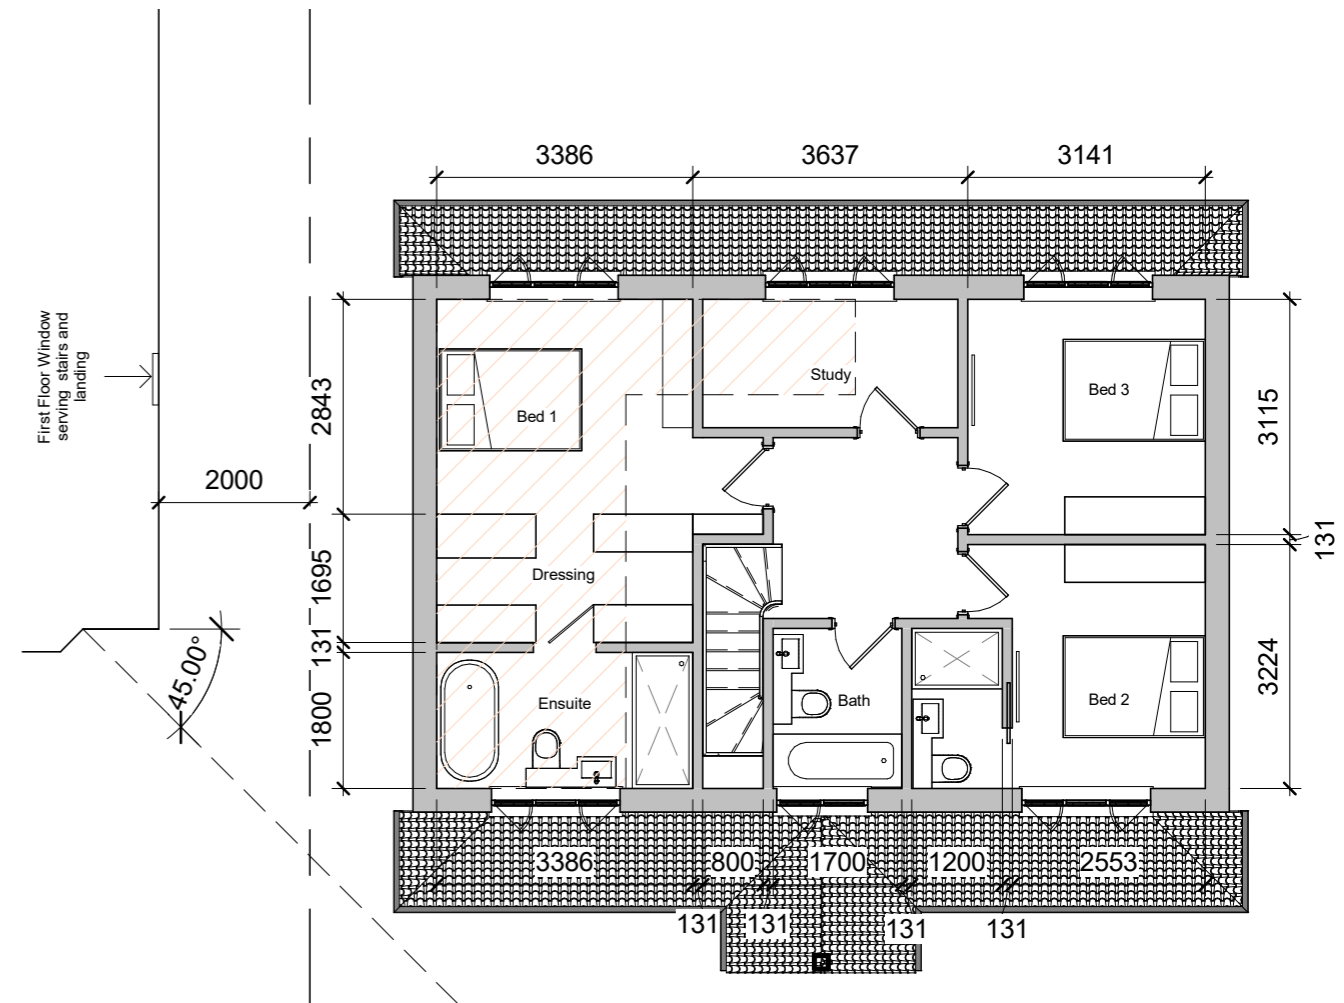 3386
3637
3141
First Floor Window
serving stairs and
landing
2000
2843
1695
131
1800
45.00°
Bed 1
Study
Bed 3
3115
131
3224
Dressing
Ensuite
Bath
Bed 2
3386
800
1700
1200
2553
131
131
131
131